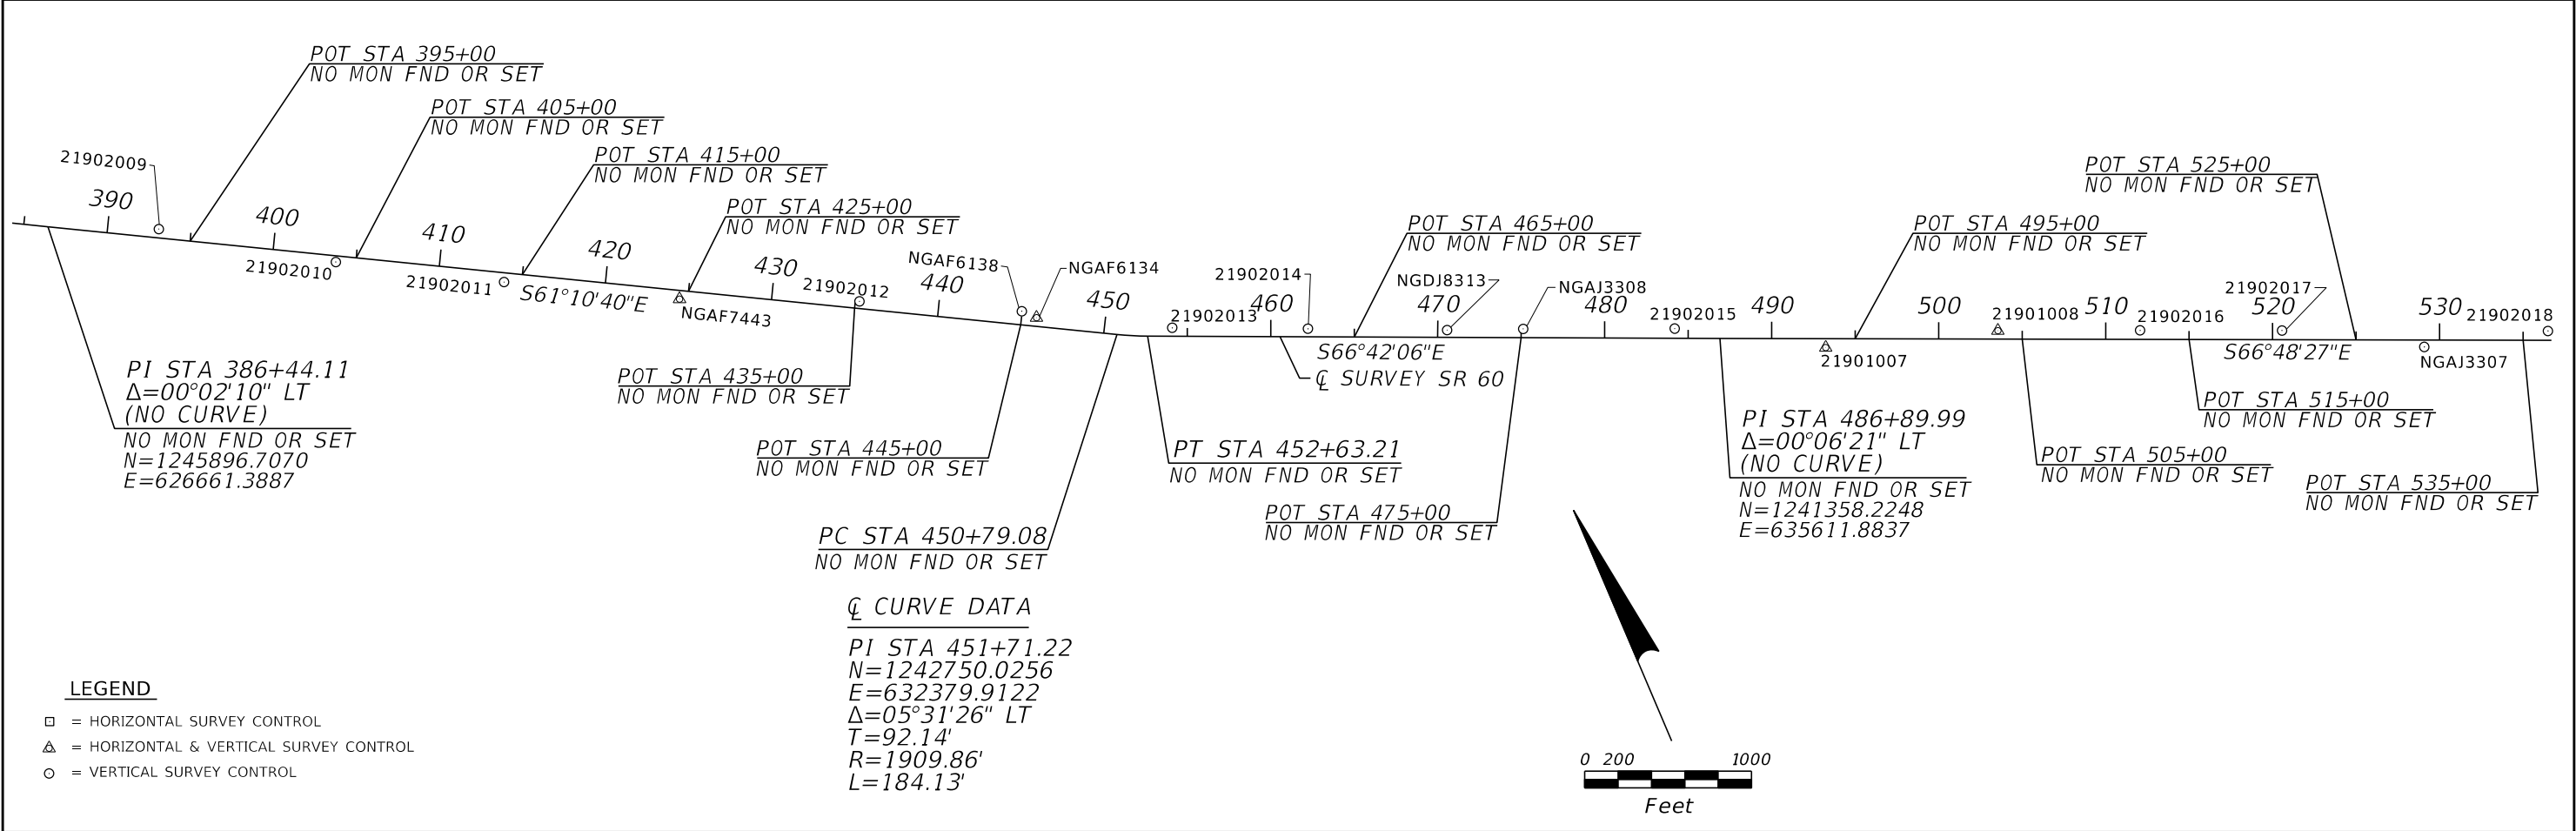 POT STA 395+00
NO MON FND OR SET
POT STA 405+00
NO MON FND OR SET
POT STA 415+00
NO MON FND OR SET
POT STA 425+00
NO MON FND OR SET
POT STA 465+00
NO MON FND OR SET
POT STA 495+00
NO MON FND OR SET
POT STA 525+00
NO MON FND OR SET
21902009
390
400
410
420
430
440
450
460
470
480
490
500
510
520
530
21902010
21902011
S61°10'40"E
NGAF7443
21902012
NGAF6138
NGAF6134
21902013
21902014
NGDJ8313
NGAJ3308
21902015
21901007
21901008
21902016
21902017
21902018
NGAJ3307
S66°42'06"E
℄ SURVEY SR 60
S66°48'27"E
PI STA 386+44.11
Δ=00°02'10" LT
(NO CURVE)
NO MON FND OR SET
N=1245896.7070
E=626661.3887
POT STA 435+00
NO MON FND OR SET
POT STA 445+00
NO MON FND OR SET
PC STA 450+79.08
NO MON FND OR SET
PT STA 452+63.21
NO MON FND OR SET
POT STA 475+00
NO MON FND OR SET
PI STA 486+89.99
Δ=00°06'21" LT
(NO CURVE)
NO MON FND OR SET
N=1241358.2248
E=635611.8837
POT STA 505+00
NO MON FND OR SET
POT STA 515+00
NO MON FND OR SET
POT STA 535+00
NO MON FND OR SET
℄ CURVE DATA
PI STA 451+71.22
N=1242750.0256
E=632379.9122
Δ=05°31'26" LT
T=92.14'
R=1909.86'
L=184.13'
LEGEND
= HORIZONTAL SURVEY CONTROL
= HORIZONTAL & VERTICAL SURVEY CONTROL
= VERTICAL SURVEY CONTROL
0 200 1000
Feet